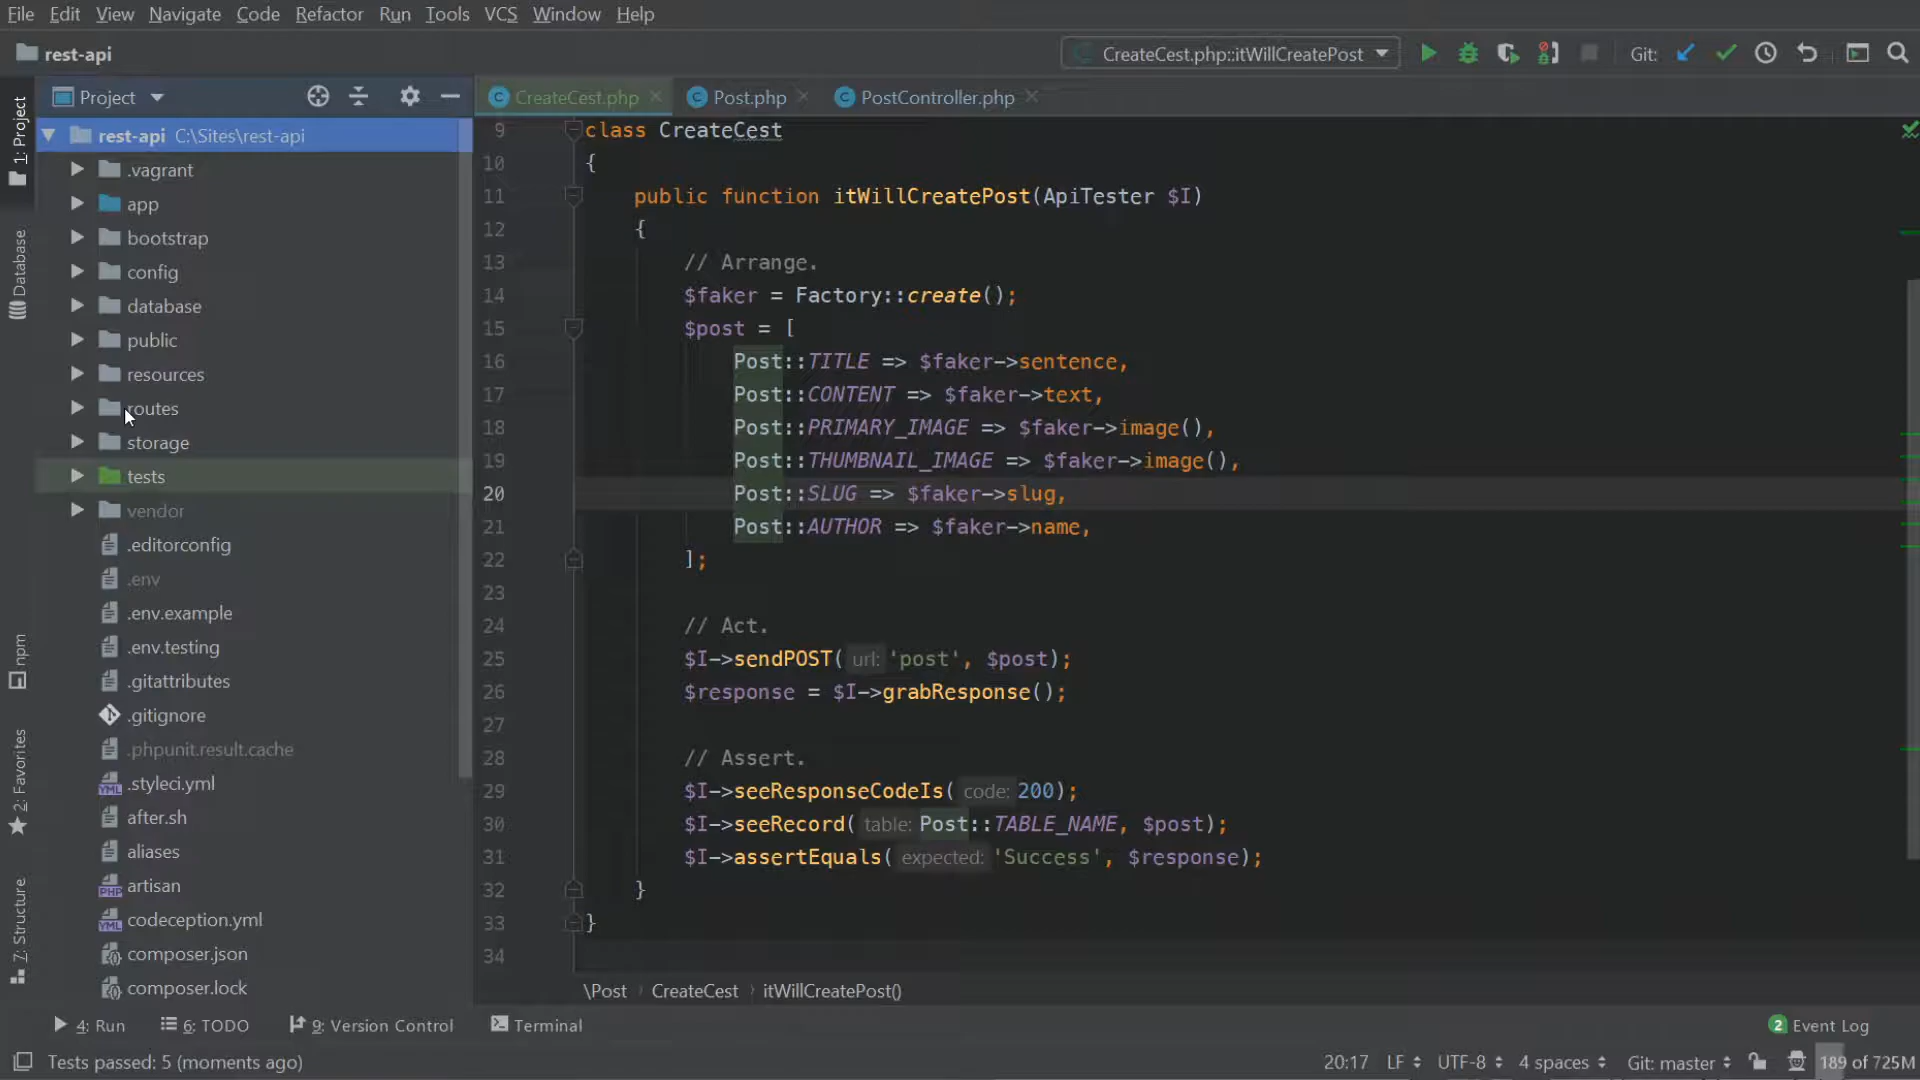 File Edit View Navigate Code Refactor Run Tools VCS Window Help
rest-api
CreateCest.php::itWillCreatePost
Git:
1: Project
Database
npm
2: Favorites
7: Structure
Project
rest-api C:\Sites\rest-api
.vagrant
app
bootstrap
config
database
public
resources
routes
storage
tests
vendor
.editorconfig
.env
.env.example
.env.testing
.gitattributes
.gitignore
.phpunit.result.cache
.styleci.yml
after.sh
aliases
artisan
codeception.yml
composer.json
composer.lock
CreateCest.php Post.php PostController.php
9 class CreateCest
10 {
11 public function itWillCreatePost(ApiTester $I)
12 {
13 // Arrange.
14 $faker = Factory::create();
15 $post = [
16 Post::TITLE => $faker->sentence,
17 Post::CONTENT => $faker->text,
18 Post::PRIMARY_IMAGE => $faker->image(),
19 Post::THUMBNAIL_IMAGE => $faker->image(),
20 Post::SLUG => $faker->slug,
21 Post::AUTHOR => $faker->name,
22 ];
23
24 // Act.
25 $I->sendPOST( url: 'post', $post);
26 $response = $I->grabResponse();
27
28 // Assert.
29 $I->seeResponseCodeIs( code: 200);
30 $I->seeRecord( table: Post::TABLE_NAME, $post);
31 $I->assertEquals( expected: 'Success', $response);
32 }
33 }
34
\Post CreateCest itWillCreatePost()
4: Run 6: TODO 9: Version Control Terminal 2 Event Log
Tests passed: 5 (moments ago) 20:17 LF UTF-8 4 spaces Git: master 189 of 725M